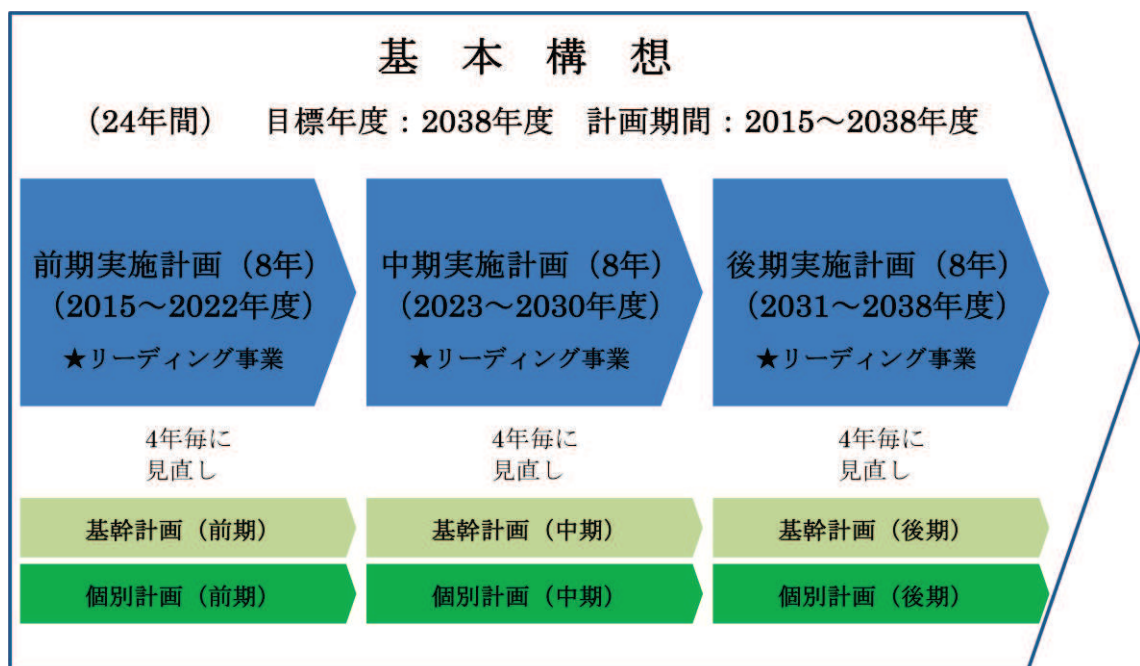 基本構想
（24年間）　目標年度：2038年度　計画期間：2015～2038年度
前期実施計画（8年）
（2015～2022年度）
★リーディング事業
中期実施計画（8年）
（2023～2030年度）
★リーディング事業
後期実施計画（8年）
（2031～2038年度）
★リーディング事業
4年毎に
見直し
4年毎に
見直し
4年毎に
見直し
基幹計画（前期）
基幹計画（中期）
基幹計画（後期）
個別計画（前期）
個別計画（中期）
個別計画（後期）